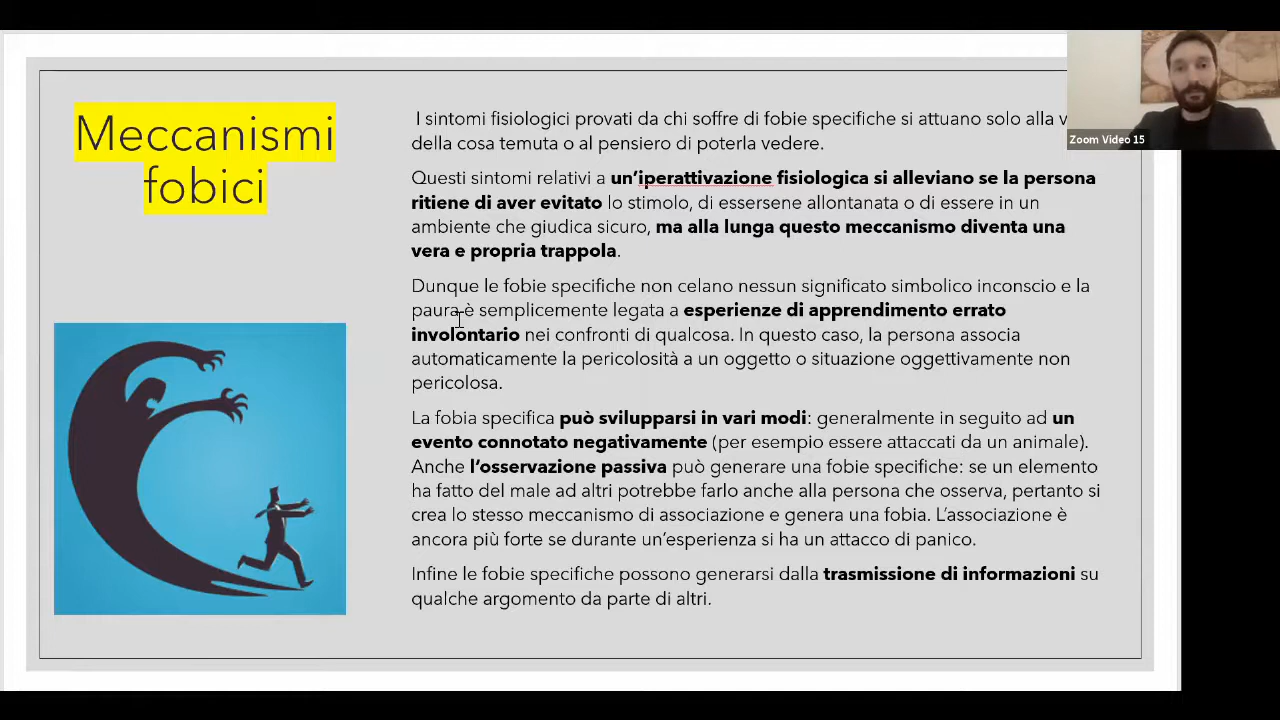 Meccanismi
fobici
I sintomi fisiologici provati da chi soffre di fobie specifiche si attuano solo alla
della cosa temuta o al pensiero di poterla vedere.
Questi sintomi relativi a un'iperattivazione fisiologica si alleviano se la persona
ritiene di aver evitato lo stimolo, di essersene allontanata o di essere in un
ambiente che giudica sicuro, ma alla lunga questo meccanismo diventa una
vera e propria trappola.
Dunque le fobie specifiche non celano nessun significato simbolico inconscio e la
paura è semplicemente legata a esperienze di apprendimento errato
involontario nei confronti di qualcosa. In questo caso, la persona associa
automaticamente la pericolosità a un oggetto o situazione oggettivamente non
pericolosa.
La fobia specifica può svilupparsi in vari modi: generalmente in seguito ad un
evento connotato negativamente (per esempio essere attaccati da un animale).
Anche l'osservazione passiva può generare una fobie specifiche: se un elemento
ha fatto del male ad altri potrebbe farlo anche alla persona che osserva, pertanto si
crea lo stesso meccanismo di associazione e genera una fobia. L'associazione è
ancora più forte se durante un'esperienza si ha un attacco di panico.
Infine le fobie specifiche possono generarsi dalla trasmissione di informazioni su
qualche argomento da parte di altri.
Zoom Video 15